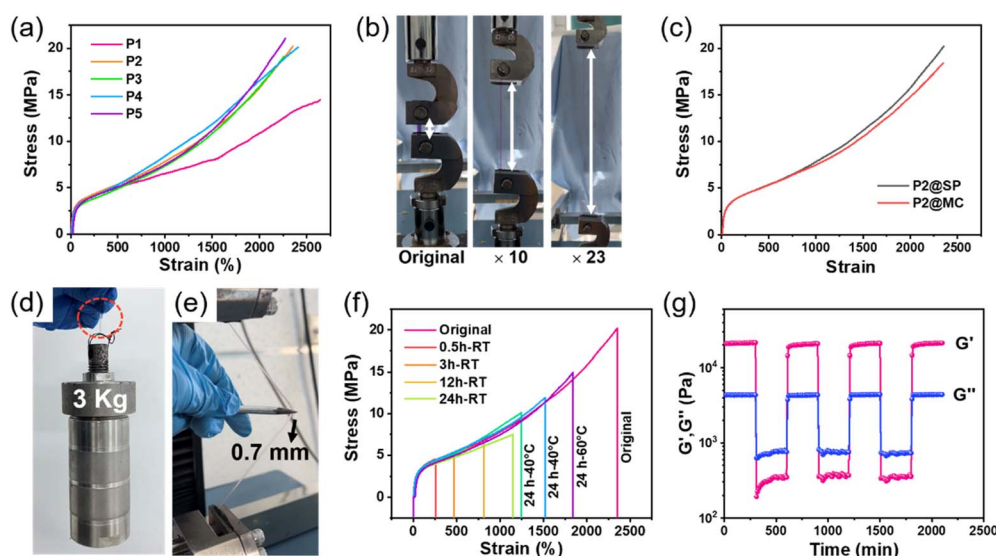 (a)
P1
P2
P3
P4
P5
Stress (MPa)
20
15
10
5
0
0 500 1000 1500 2000 2500
Strain (%)
(b)
Original
× 10
× 23
(c)
Stress (MPa)
20
15
10
5
0
P2@SP
P2@MC
0 500 1000 1500 2000 2500
Strain
(d)
3 Kg
(e)
0.7 mm
(f)
Original
0.5h-RT
3h-RT
12h-RT
24h-RT
Stress (MPa)
20
15
10
5
0
24 h-40°C
24 h-40°C
24 h-60°C
Original
0 500 1000 1500 2000 2500
Strain (%)
(g)
G',G'' (Pa)
10⁴
10³
10²
G'
G''
0 500 1000 1500 2000
Time (min)